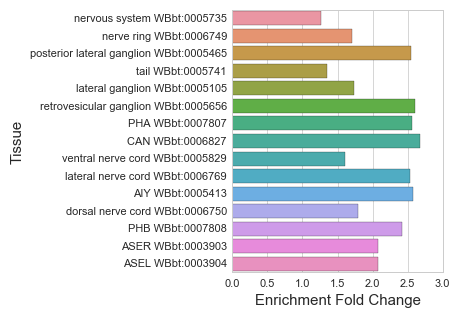 nervous system WBbt:0005735
nerve ring WBbt:0006749
posterior lateral ganglion WBbt:0005465
tail WBbt:0005741
lateral ganglion WBbt:0005105
retrovesicular ganglion WBbt:0005656
PHA WBbt:0007807
CAN WBbt:0006827
ventral nerve cord WBbt:0005829
lateral nerve cord WBbt:0006769
AIY WBbt:0005413
dorsal nerve cord WBbt:0006750
PHB WBbt:0007808
ASER WBbt:0003903
ASEL WBbt:0003904
Tissue
0.0 0.5 1.0 1.5 2.0 2.5 3.0
Enrichment Fold Change